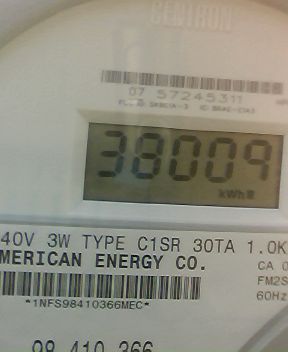 CENTRON
07 57245311
38009
kWh
40V 3W TYPE C1SR 30TA 1.0K
MERICAN ENERGY CO.
CA 0
FM2S
*1NFS98410366MEC*
60Hz
98 410 366